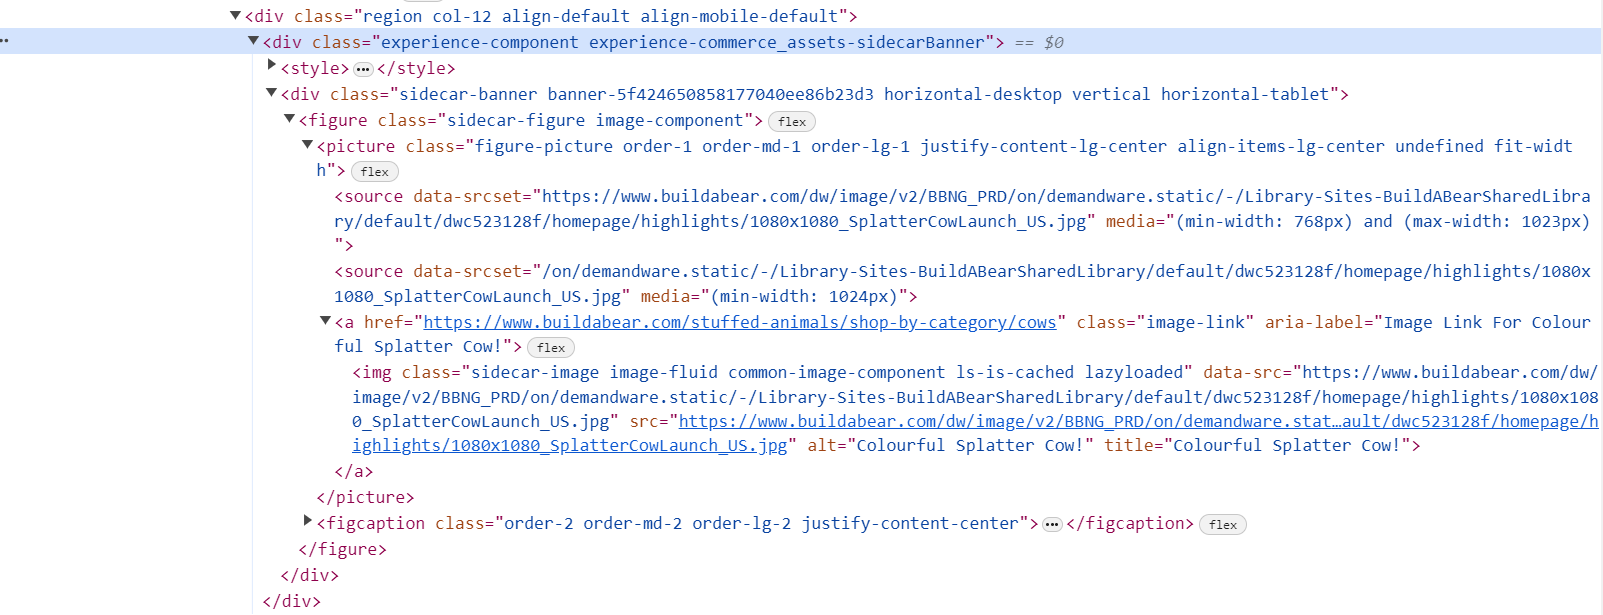 <div class="region col-12 align-default align-mobile-default">
<div class="experience-component experience-commerce_assets-sidecarBanner"> == $0
<style>…</style>
<div class="sidecar-banner banner-5f424650858177040ee86b23d3 horizontal-desktop vertical horizontal-tablet">
<figure class="sidecar-figure image-component"> flex
<picture class="figure-picture order-1 order-md-1 order-lg-1 justify-content-lg-center align-items-lg-center undefined fit-widt
h"> flex
<source data-srcset="https://www.buildabear.com/dw/image/v2/BBNG_PRD/on/demandware.static/-/Library-Sites-BuildABearSharedLibra
ry/default/dwc523128f/homepage/highlights/1080x1080_SplatterCowLaunch_US.jpg" media="(min-width: 768px) and (max-width: 1023px)
">
<source data-srcset="/on/demandware.static/-/Library-Sites-BuildABearSharedLibrary/default/dwc523128f/homepage/highlights/1080x
1080_SplatterCowLaunch_US.jpg" media="(min-width: 1024px)">
<a href="https://www.buildabear.com/stuffed-animals/shop-by-category/cows" class="image-link" aria-label="Image Link For Colour
ful Splatter Cow!"> flex
<img class="sidecar-image image-fluid common-image-component ls-is-cached lazyloaded" data-src="https://www.buildabear.com/dw/
image/v2/BBNG_PRD/on/demandware.static/-/Library-Sites-BuildABearSharedLibrary/default/dwc523128f/homepage/highlights/1080x108
0_SplatterCowLaunch_US.jpg" src="https://www.buildabear.com/dw/image/v2/BBNG_PRD/on/demandware.stat…ault/dwc523128f/homepage/h
ighlights/1080x1080_SplatterCowLaunch_US.jpg" alt="Colourful Splatter Cow!" title="Colourful Splatter Cow!">
</a>
</picture>
<figcaption class="order-2 order-md-2 order-lg-2 justify-content-center">…</figcaption> flex
</figure>
</div>
</div>